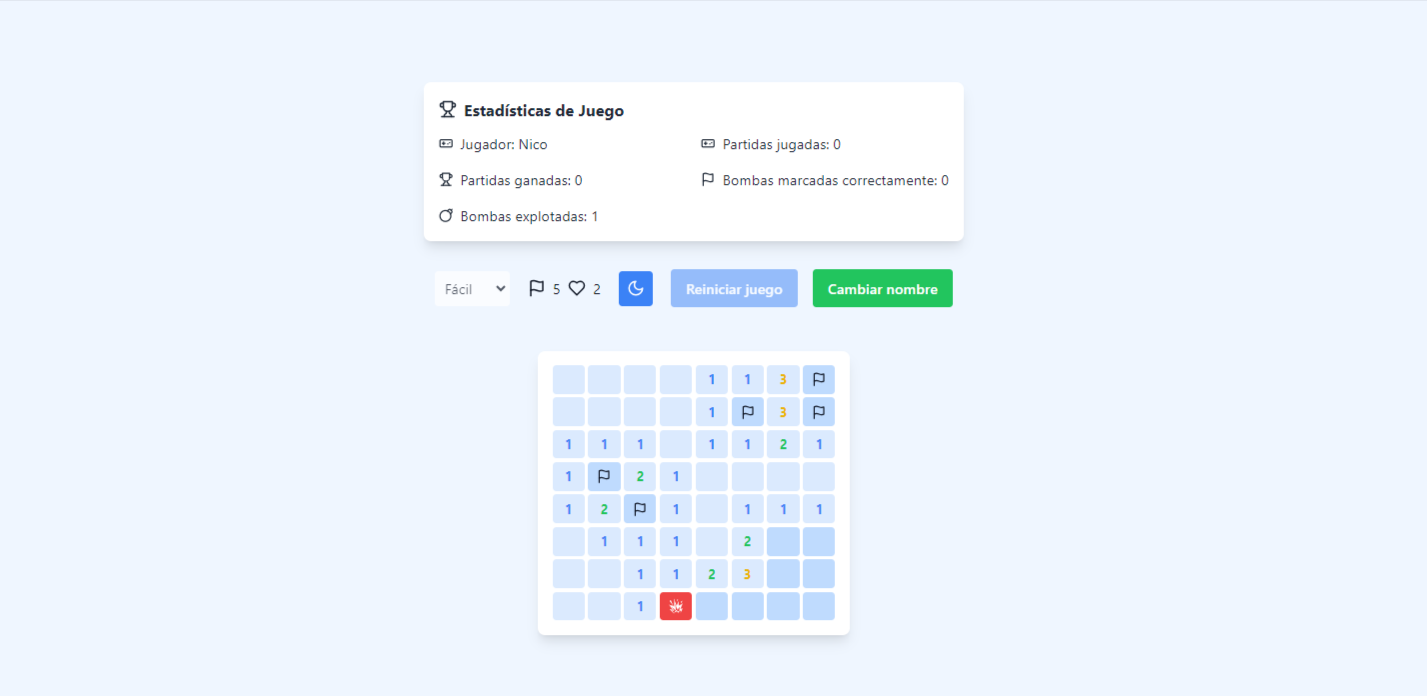 Estadísticas de Juego
Jugador: Nico Partidas jugadas: 0
Partidas ganadas: 0 Bombas marcadas correctamente: 0
Bombas explotadas: 1
Fácil 5 2 Reiniciar juego Cambiar nombre
1 1 3
1 3
1 1 1 1 1 2 1
1 2 1
1 2 1 1 1 1
1 1 1 2
1 1 2 3
1